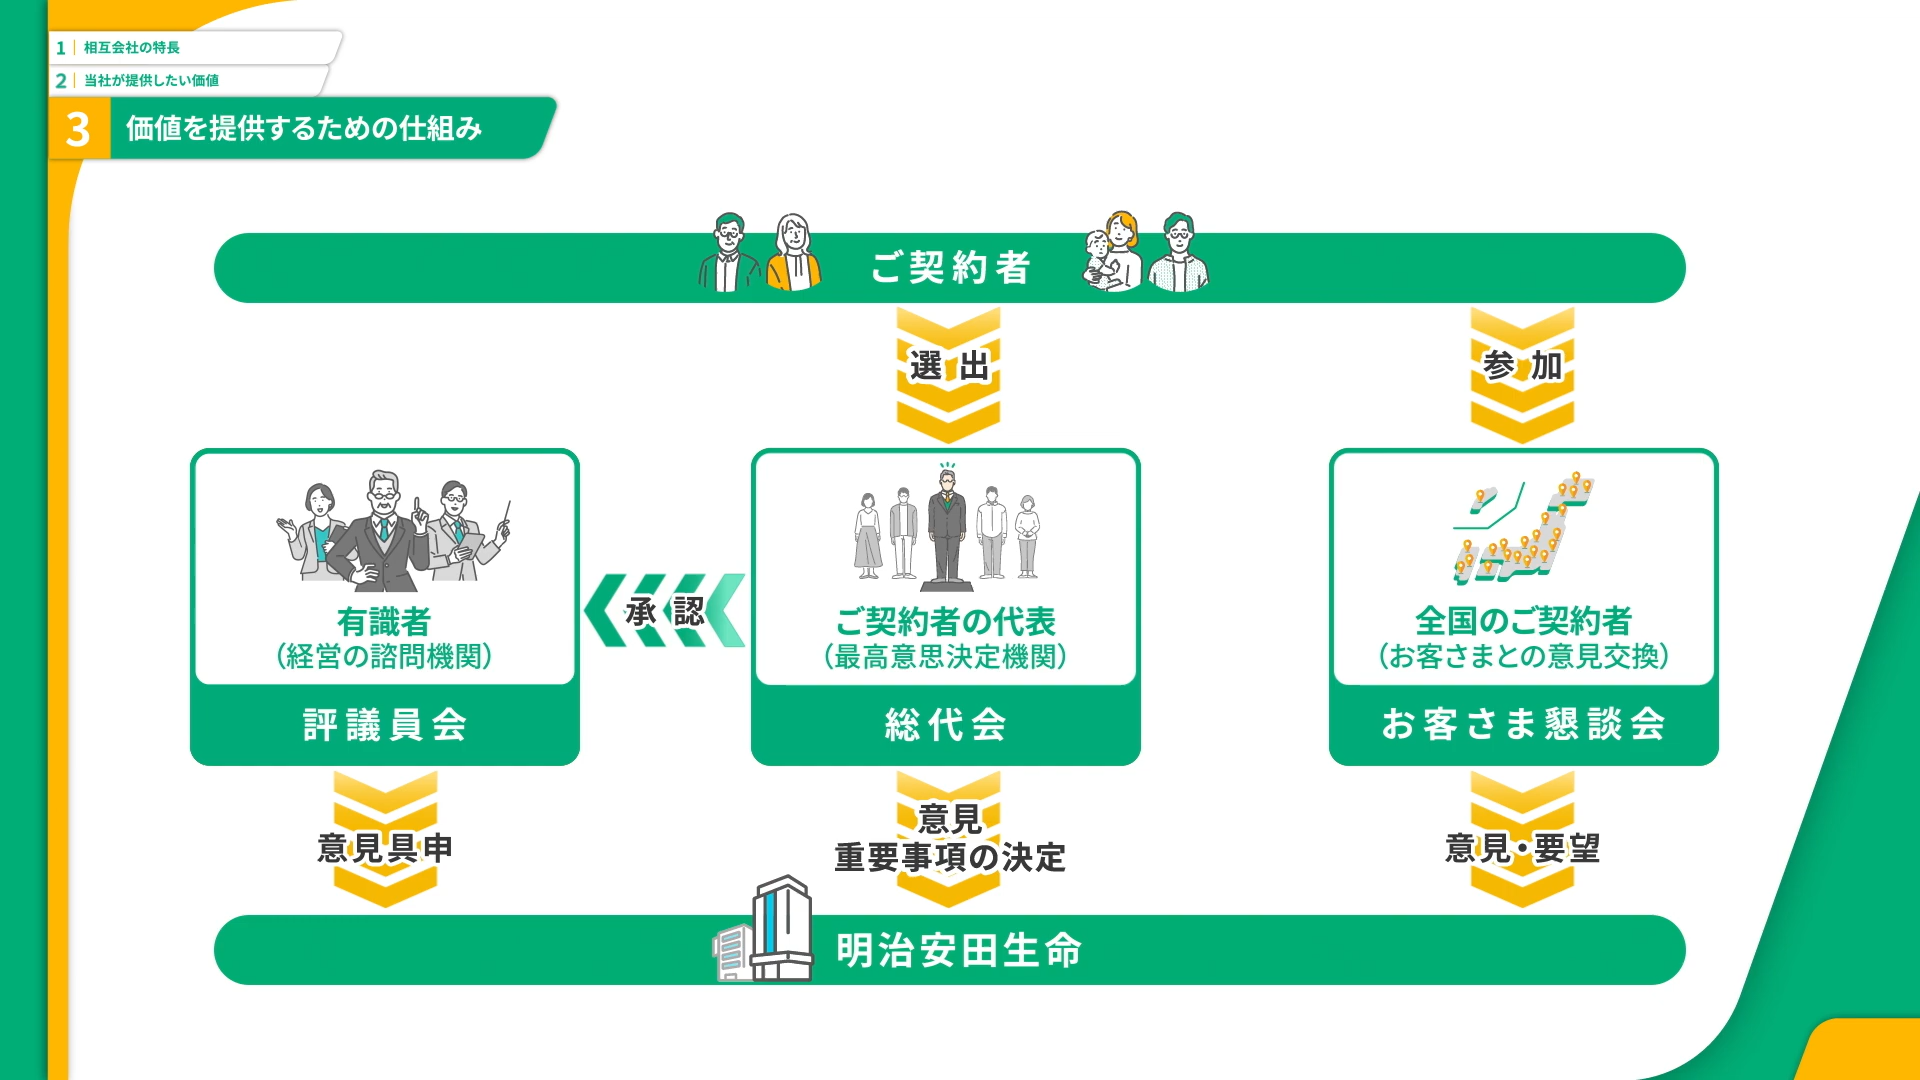 1 相互会社の特長
2 当社が提供したい価値
3 価値を提供するための仕組み
ご契約者
選出
参加
有識者
（経営の諮問機関）
評議員会
承認
ご契約者の代表
（最高意思決定機関）
総代会
全国のご契約者
（お客さまとの意見交換）
お客さま懇談会
意見具申
意見
重要事項の決定
意見・要望
明治安田生命